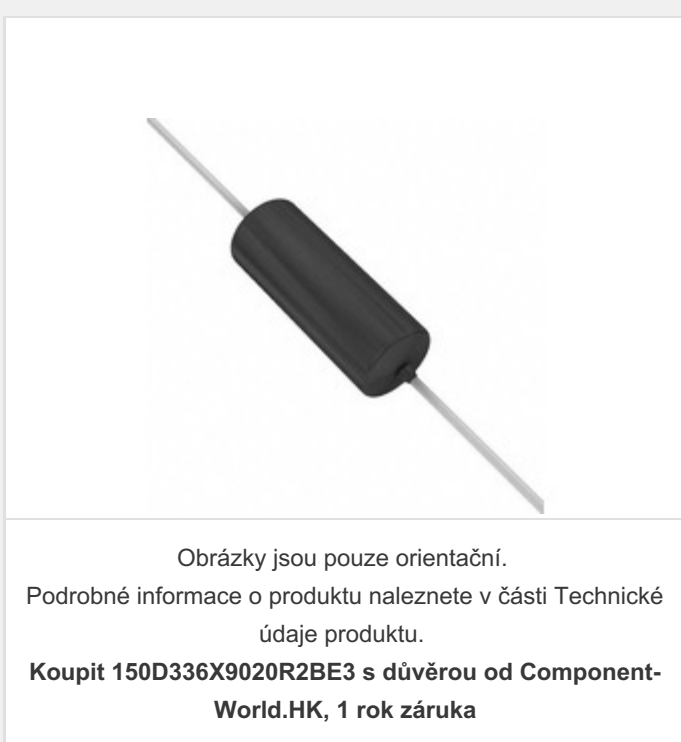 Obrázky jsou pouze orientační.
Podrobné informace o produktu naleznete v části Technické
údaje produktu.
Koupit 150D336X9020R2BE3 s důvěrou od Component-
World.HK, 1 rok záruka